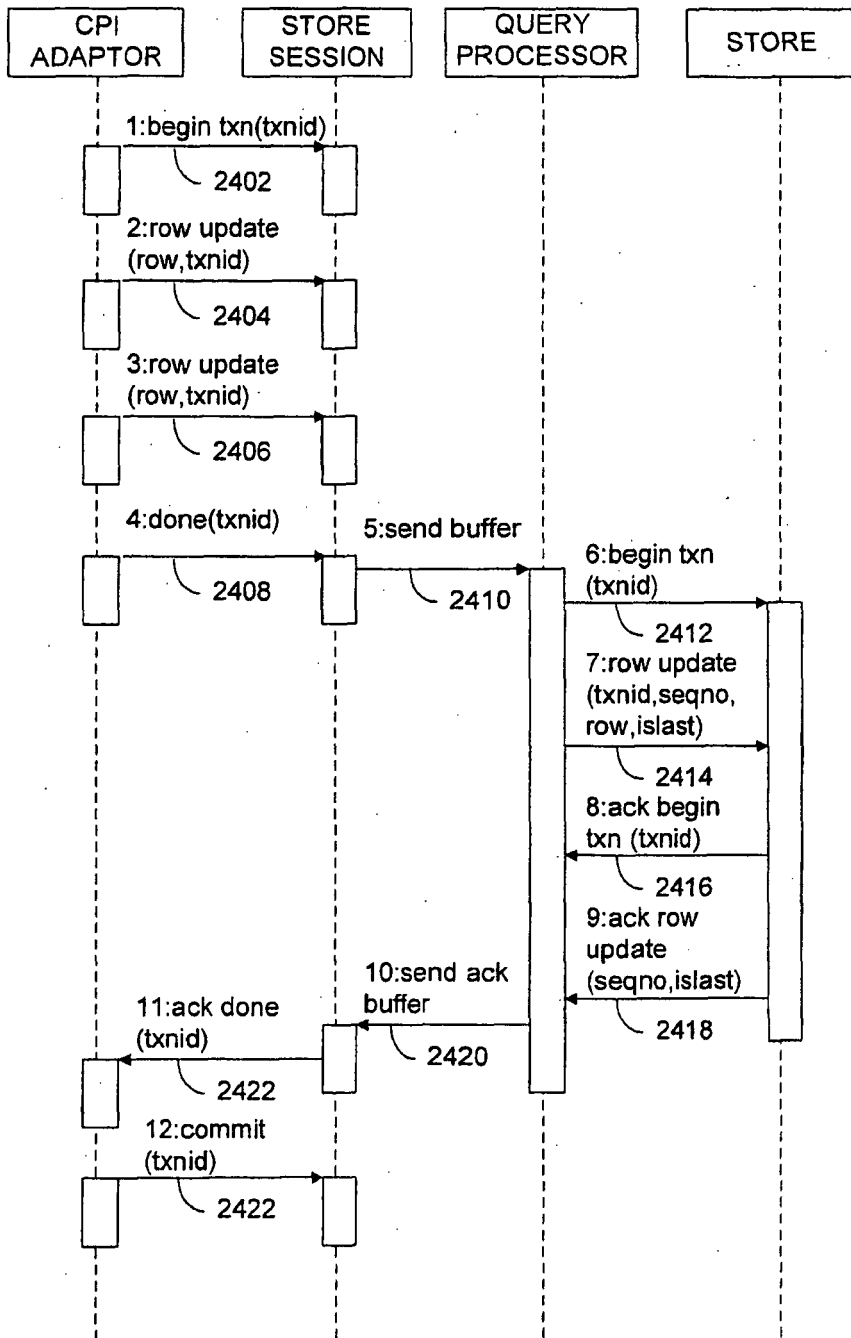 CPI
ADAPTOR
STORE
SESSION
QUERY
PROCESSOR
STORE
1:begin txn(txnid)
2402
2:row update
(row,txnid)
2404
3:row update
(row,txnid)
2406
4:done(txnid)
2408
5:send buffer
2410
6:begin txn
(txnid)
2412
7:row update
(txnid,seqno,
row,islast)
2414
8:ack begin
txn (txnid)
2416
9:ack row
update
(seqno,islast)
2418
10:send ack
buffer
2420
11:ack done
(txnid)
2422
12:commit
(txnid)
2422